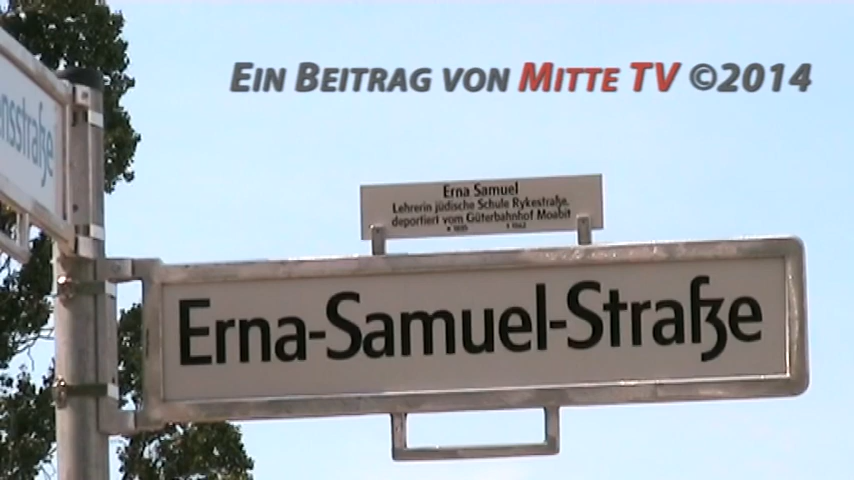 EIN BEITRAG VON MITTE TV ©2014
Erna Samuel
Lehrerin jüdische Schule Rykestraße,
deportiert vom Güterbahnhof Moabit
Erna-Samuel-Straße
nsstraße